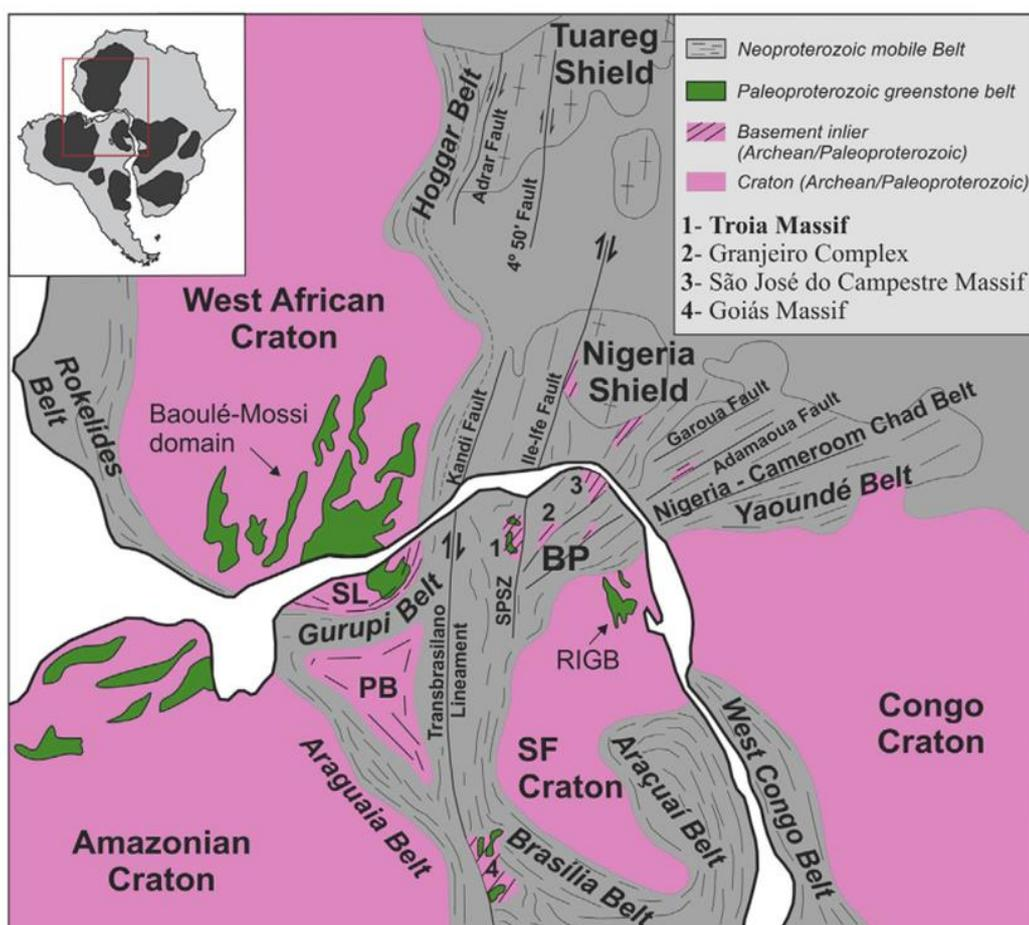 Tuareg
Shield
Hoggar Belt
Adrar Fault
4º 50' Fault
Neoproterozoic mobile Belt
Paleoproterozoic greenstone belt
Basement inlier
(Archean/Paleoproterozoic)
Craton (Archean/Paleoproterozoic)
1- Troia Massif
2- Granjeiro Complex
3- São José do Campestre Massif
4- Goiás Massif
West African
Craton
Rokelides
Belt
Baoulé-Mossi
domain
Nigeria
Shield
Kandi Fault
Ile-Ife Fault
Garoua Fault
Adamaoua Fault
Nigeria - Cameroom Chad Belt
Yaoundé Belt
3
2
1
BP
SL
Gurupi Belt
SPSZ
Transbrasilano
Lineament
RIGB
PB
Congo
Craton
SF
Craton
Araguaia Belt
Araçuaí Belt
West Congo Belt
Amazonian
Craton
4
Brasília Belt